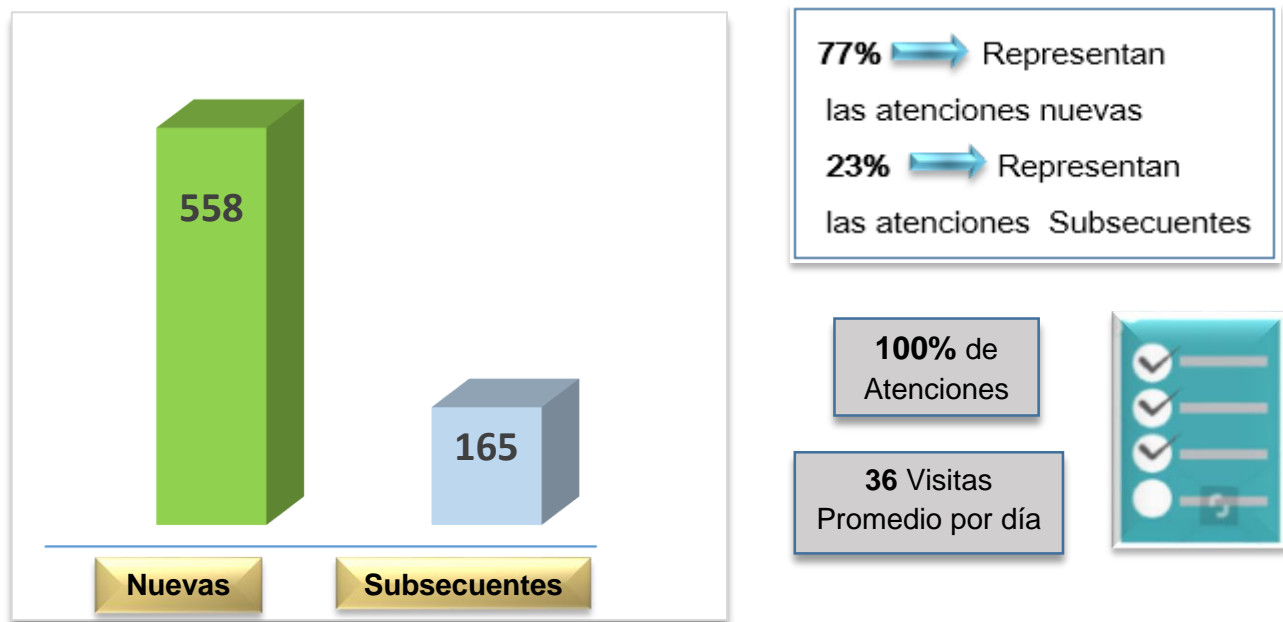 558
165
Nuevas
Subsecuentes
77% Representan
las atenciones nuevas
23% Representan
las atenciones Subsecuentes
100% de
Atenciones
36 Visitas
Promedio por día